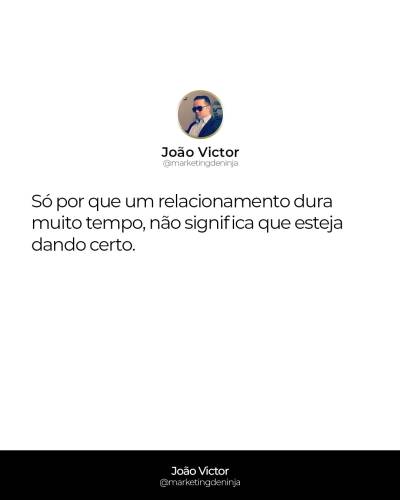 João Victor
@marketingdeninja
Só por que um relacionamento dura
muito tempo, não significa que esteja
dando certo.
João Victor
@marketingdeninja